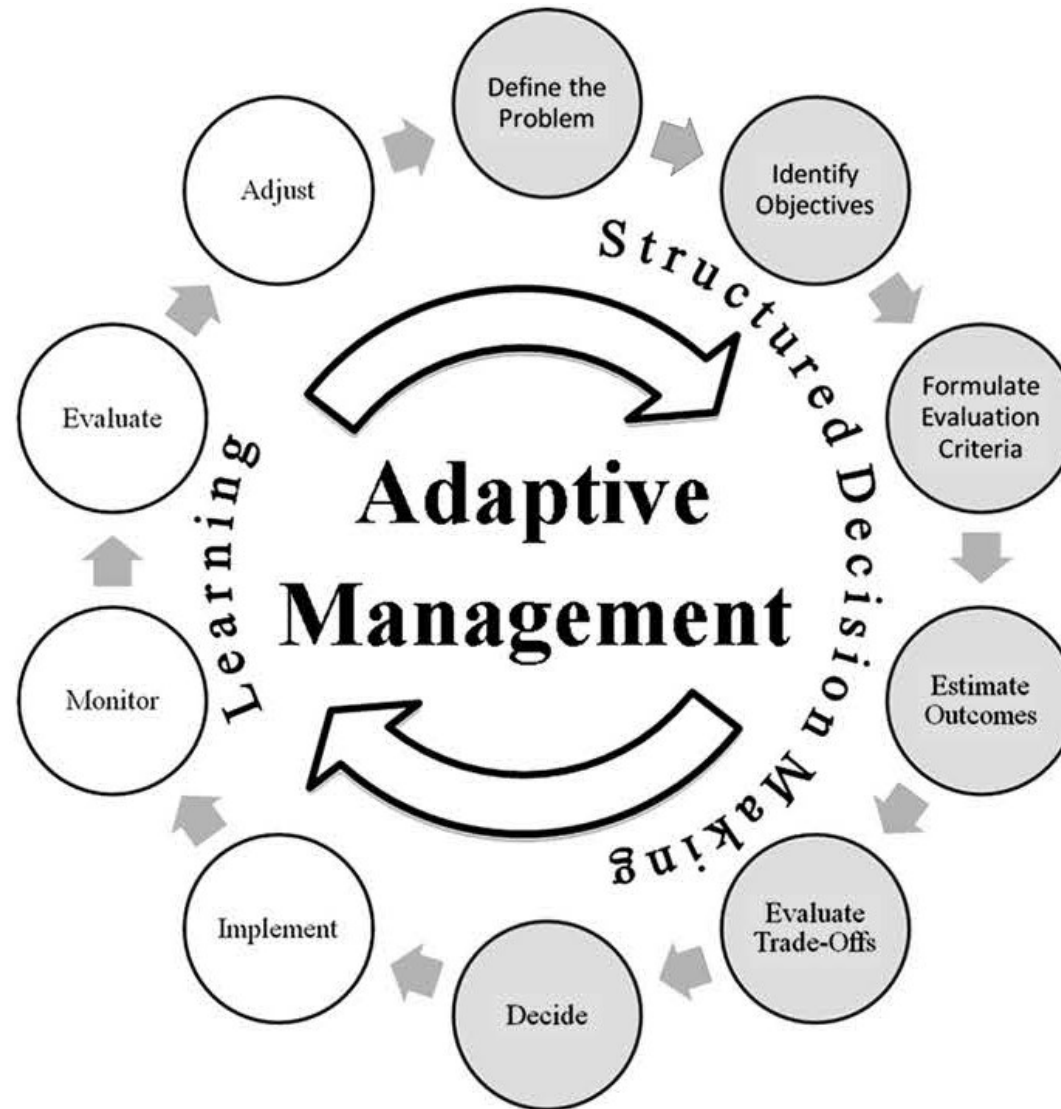 Define the
Problem
Identify
Objectives
Formulate
Evaluation
Criteria
Estimate
Outcomes
Evaluate
Trade-Offs
Decide
Implement
Monitor
Evaluate
Adjust
Structured Decision Making
Learning
Adaptive
Management